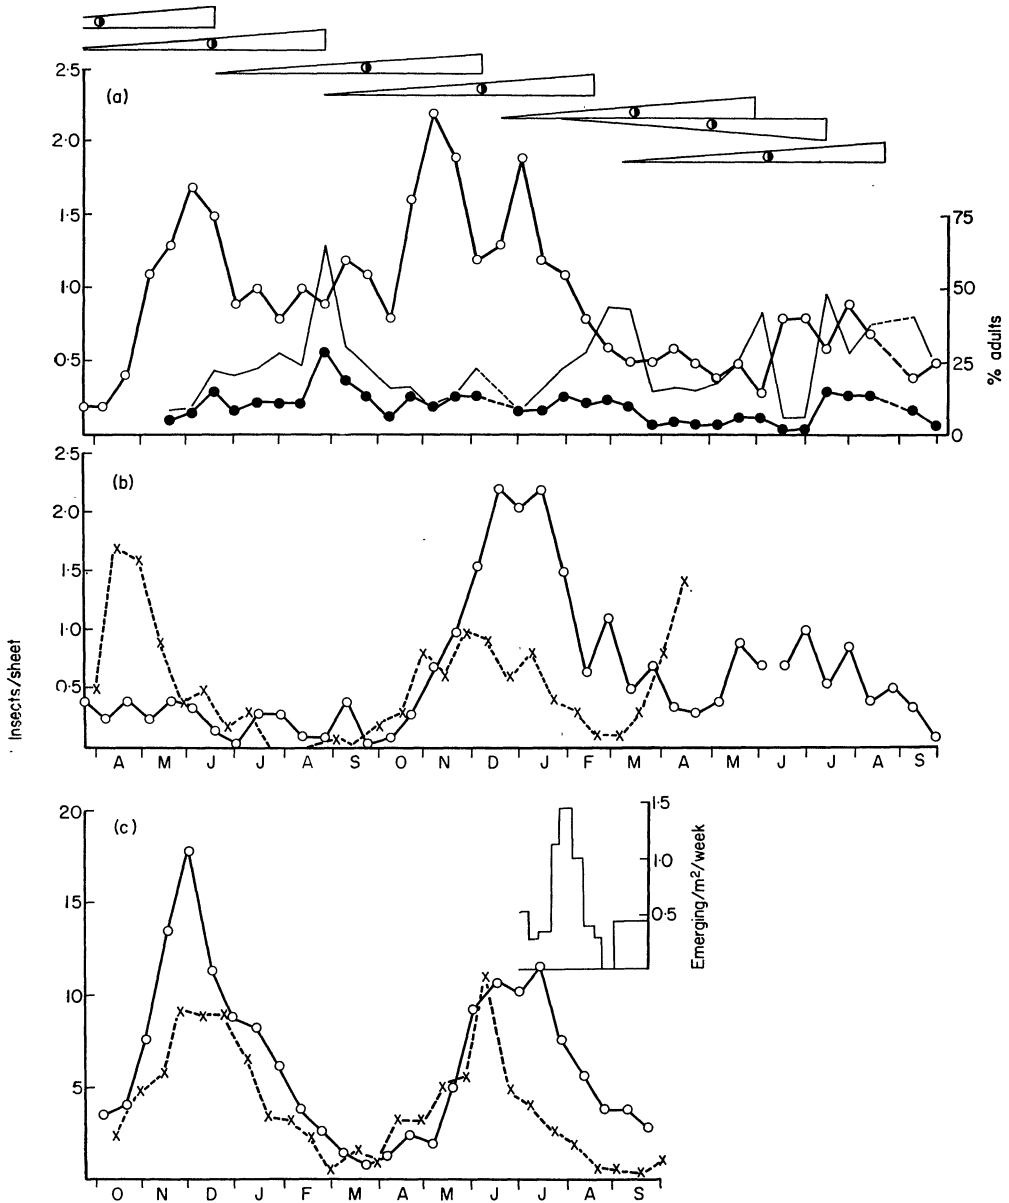 (a)
2·5
2·0
1·5
1·0
0·5
75
50
25
0
% adults
(b)
2·5
2·0
1·5
1·0
0·5
Insects/sheet
A M J J A S O N D J F M A M J J A S
(c)
20
15
10
5
1·5
1·0
0·5
Emerging/m²/week
O N D J F M A M J J A S